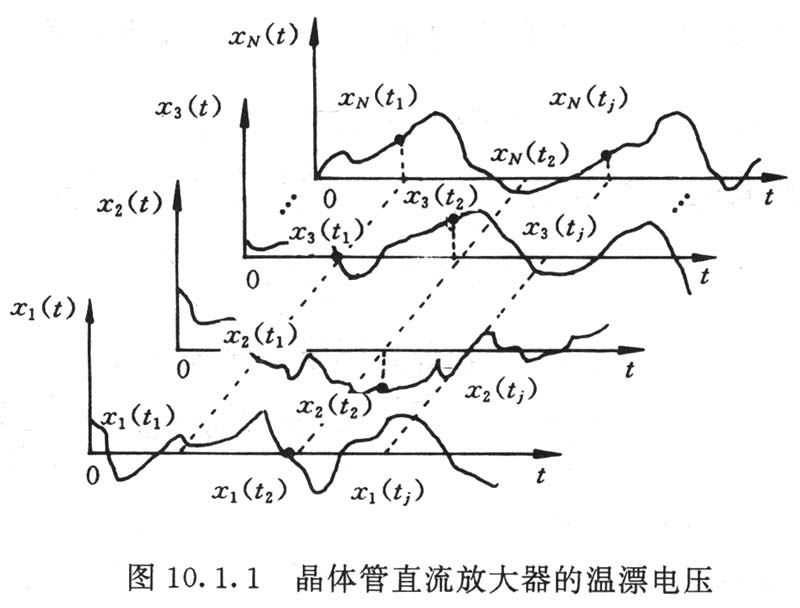 x_N(t)
x_N(t_1) x_N(t_j)
x_3(t)
x_N(t_2)
0 t
x_2(t) x_3(t_2)
x_3(t_1) x_3(t_j)
0 t
x_1(t) x_2(t_1)
0 t
x_2(t_2) x_2(t_j)
x_1(t_1)
0 t
x_1(t_2) x_1(t_j)
图 10.1.1 晶体管直流放大器的温漂电压